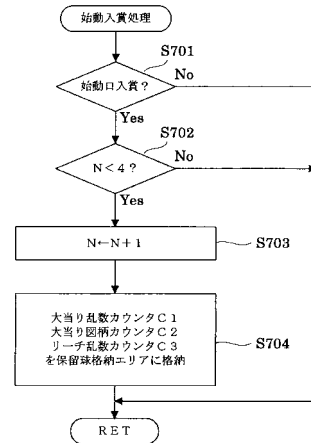 始動入賞処理
S701
始動口入賞？
No
Yes
S702
N＜4？
No
Yes
N←N＋1
S703
大当り乱数カウンタC1
大当り図柄カウンタC2
リーチ乱数カウンタC3
を保留球格納エリアに格納
S704
RET